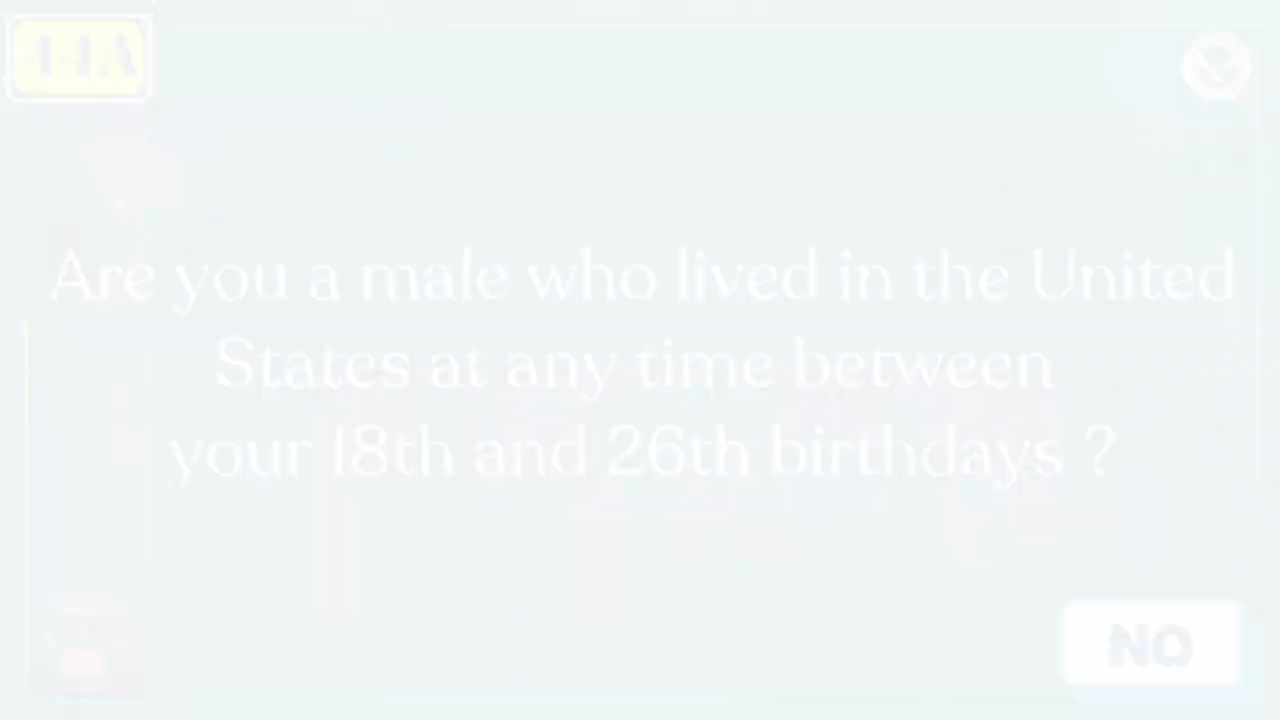 44A
Are you a male who lived in the United
States at any time between
your 18th and 26th birthdays ?
NO